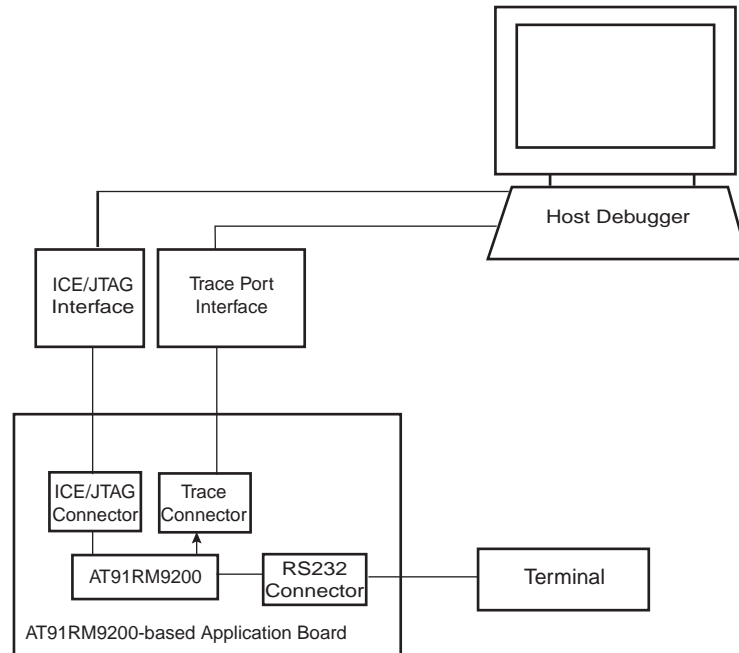 Host Debugger
ICE/JTAG
Interface
Trace Port
Interface
ICE/JTAG
Connector
Trace
Connector
AT91RM9200
RS232
Connector
Terminal
AT91RM9200-based Application Board